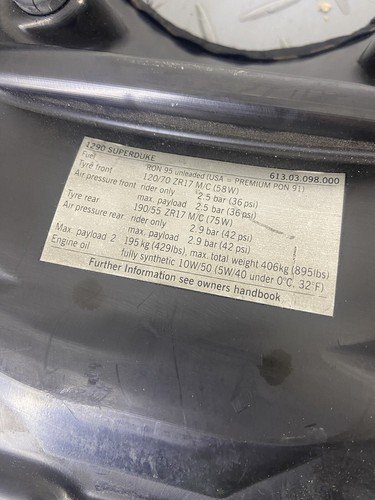 1290 SUPERDUKE 613.03.098.000
Fuel RON 95 unleaded (USA = PREMIUM PON 91)
Tyre front 120/70 ZR17 M/C (58W)
Air pressure front rider only 2.5 bar (36 psi)
max. payload 2.5 bar (36 psi)
Tyre rear 190/55 ZR17 M/C (75W)
Air pressure rear rider only 2.9 bar (42 psi)
max. payload 2.9 bar (42 psi)
Max. payload 2 195 kg (429lbs), max. total weight 406kg (895lbs)
Engine oil fully synthetic 10W/50 (5W/40 under 0°C, 32°F)
Further Information see owners handbook